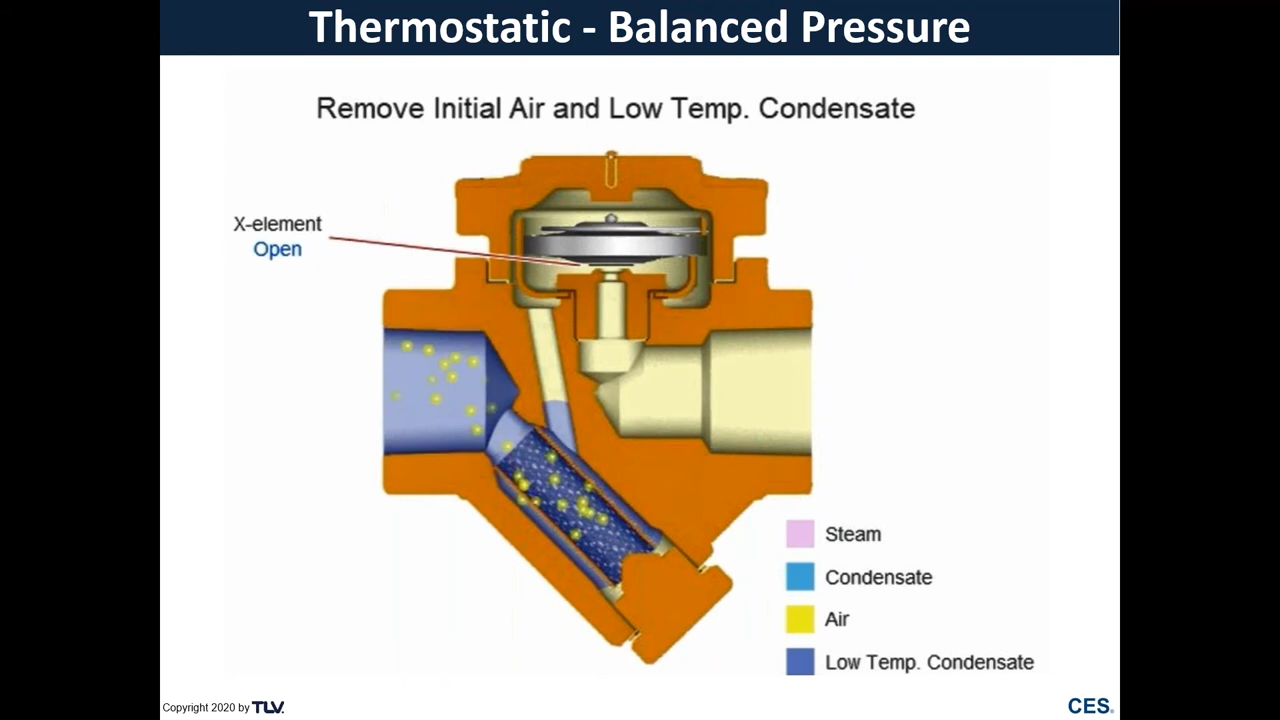 Thermostatic - Balanced Pressure
Remove Initial Air and Low Temp. Condensate
X-element
Open
Steam
Condensate
Air
Low Temp. Condensate
Copyright 2020 by TLV.
CES.